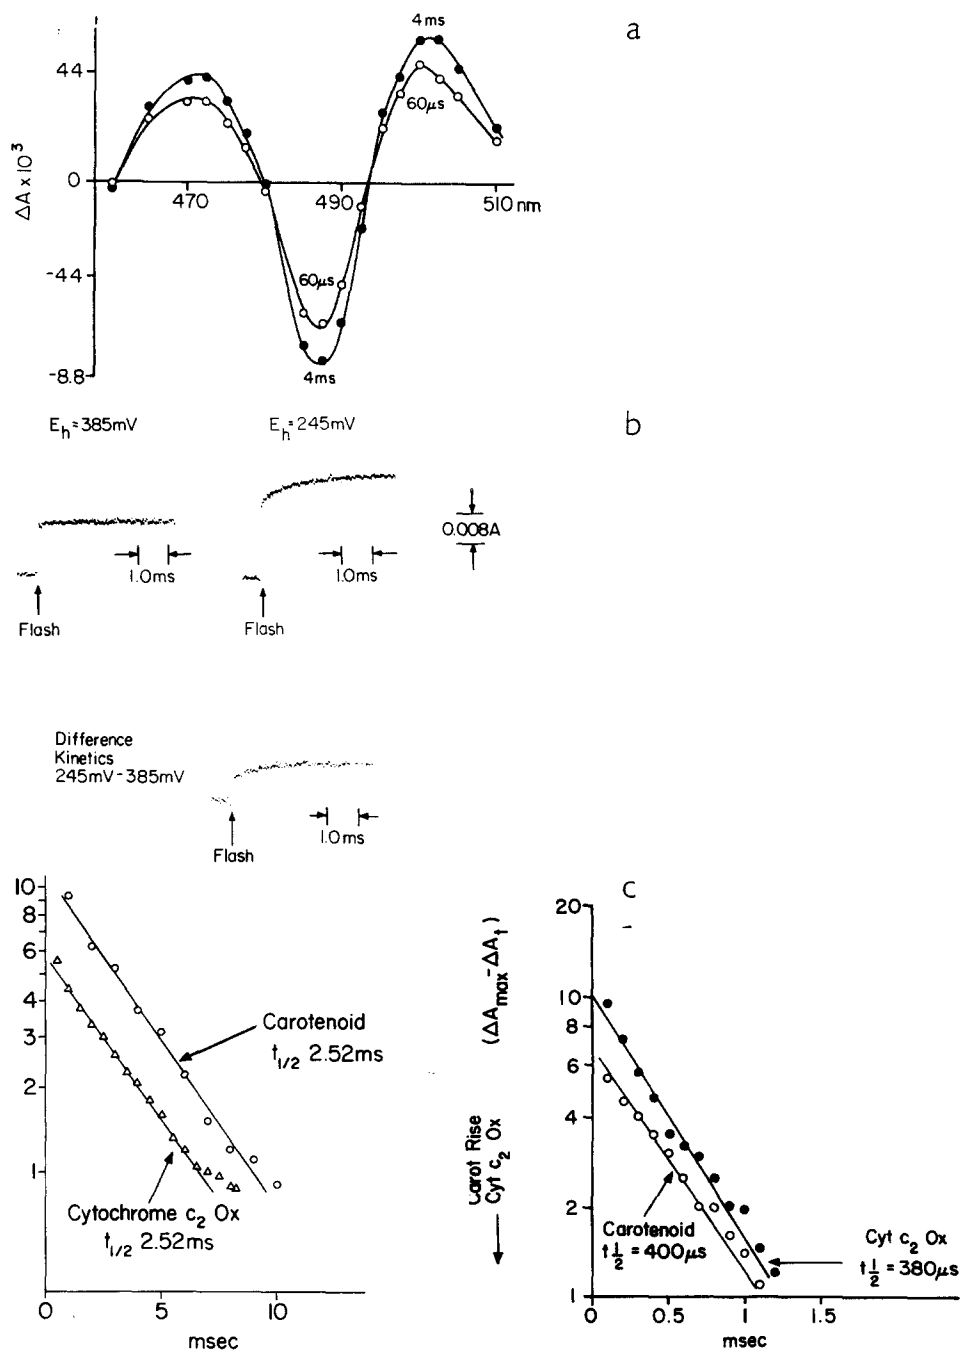 a
4ms
44
60μs
ΔA x 10³
0
470
490
510 nm
-44
60μs
4ms
-8.8
b
Eh=385mV
Eh=245mV
0.008A
1.0ms
1.0ms
Flash
Flash
Difference
Kinetics
245mV-385mV
1.0ms
Flash
c
10
8
6
4
3
2
1
Carotenoid
t1/2 2.52ms
Cytochrome c2 Ox
t1/2 2.52ms
0
5
10
msec
(ΔAmax-ΔAt)
Carot Rise
Cyt c2 Ox
20
10
8
6
4
2
1
Carotenoid
t½ = 400μs
Cyt c2 Ox
t½ = 380μs
0
0.5
1
1.5
msec